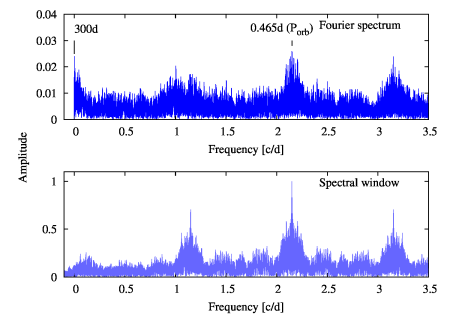 300d
0.465d (Porb)
Fourier spectrum
0.04
0.03
0.02
0.01
0
0 0.5 1 1.5 2 2.5 3 3.5
Frequency [c/d]
Amplitude
Spectral window
1
0.5
0
0 0.5 1 1.5 2 2.5 3 3.5
Frequency [c/d]